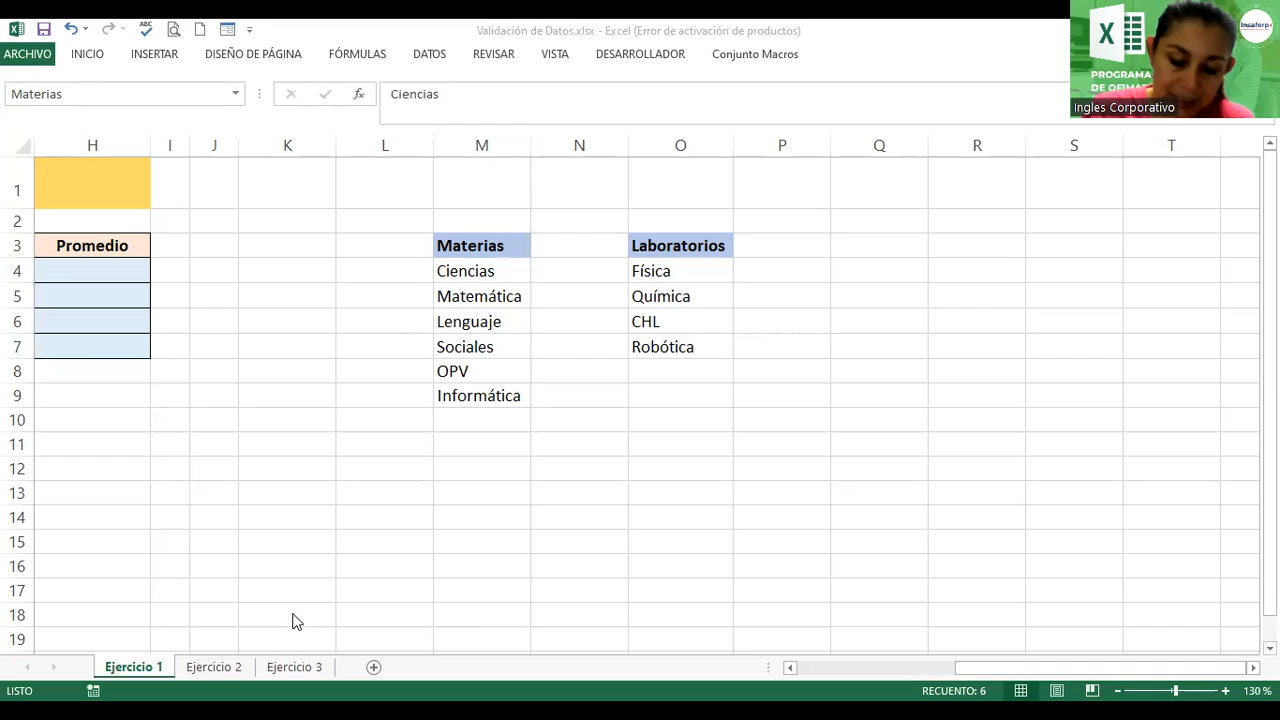 Validación de Datos.xlsx - Excel (Error de activación de productos)
ARCHIVO INICIO INSERTAR DISEÑO DE PÁGINA FÓRMULAS DATOS REVISAR VISTA DESARROLLADOR Conjunto Macros
Materias Ciencias
PROGRAMA
Insaforp
Ingles Corporativo
H I J K L M N O P Q R S T
1
2
3 Promedio Materias Laboratorios
4 Ciencias Física
5 Matemática Química
6 Lenguaje CHL
7 Sociales Robótica
8 OPV
9 Informática
10
11
12
13
14
15
16
17
18
19
Ejercicio 1 Ejercicio 2 Ejercicio 3
LISTO RECUENTO: 6 130 %